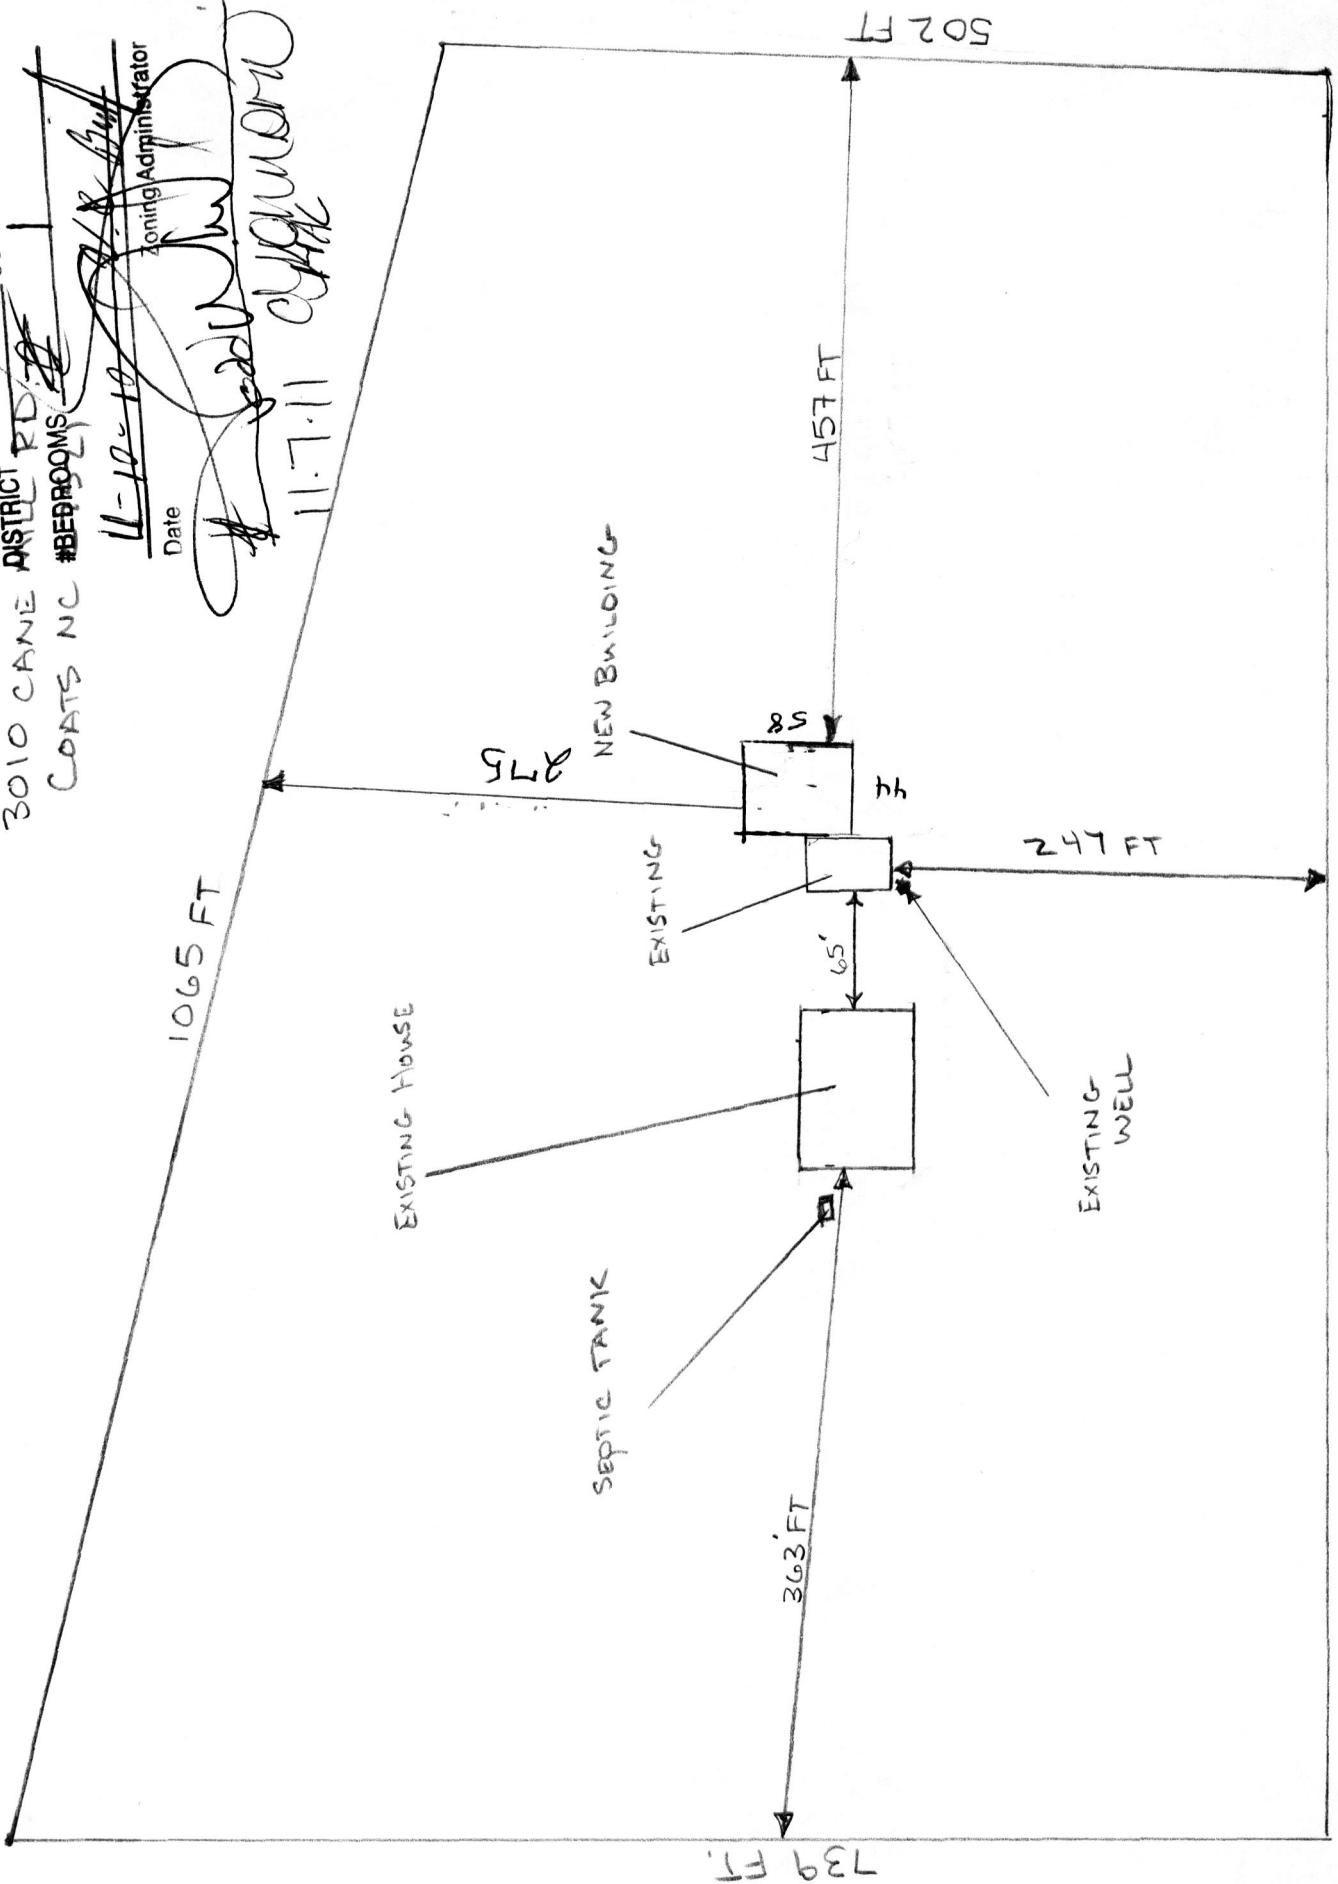 3010 CANE MILL RD
COATS NC
DISTRICT
#BEDROOMS
11-10-10
Date
Zoning Administrator
11.7.11
1065 FT
502 FT
457 FT
275
NEW BUILDING
58
44
EXISTING
247 FT
65'
EXISTING HOUSE
EXISTING
WELL
SEPTIC TANK
363' FT
739 FT.